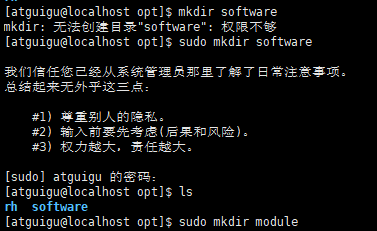 [atguigu@localhost opt]$ mkdir software
mkdir: 无法创建目录"software": 权限不够
[atguigu@localhost opt]$ sudo mkdir software
我们信任您已经从系统管理员那里了解了日常注意事项。
总结起来无外乎这三点：
#1) 尊重别人的隐私。
#2) 输入前要先考虑(后果和风险)。
#3) 权力越大，责任越大。
[sudo] atguigu 的密码：
[atguigu@localhost opt]$ ls
rh software
[atguigu@localhost opt]$ sudo mkdir module